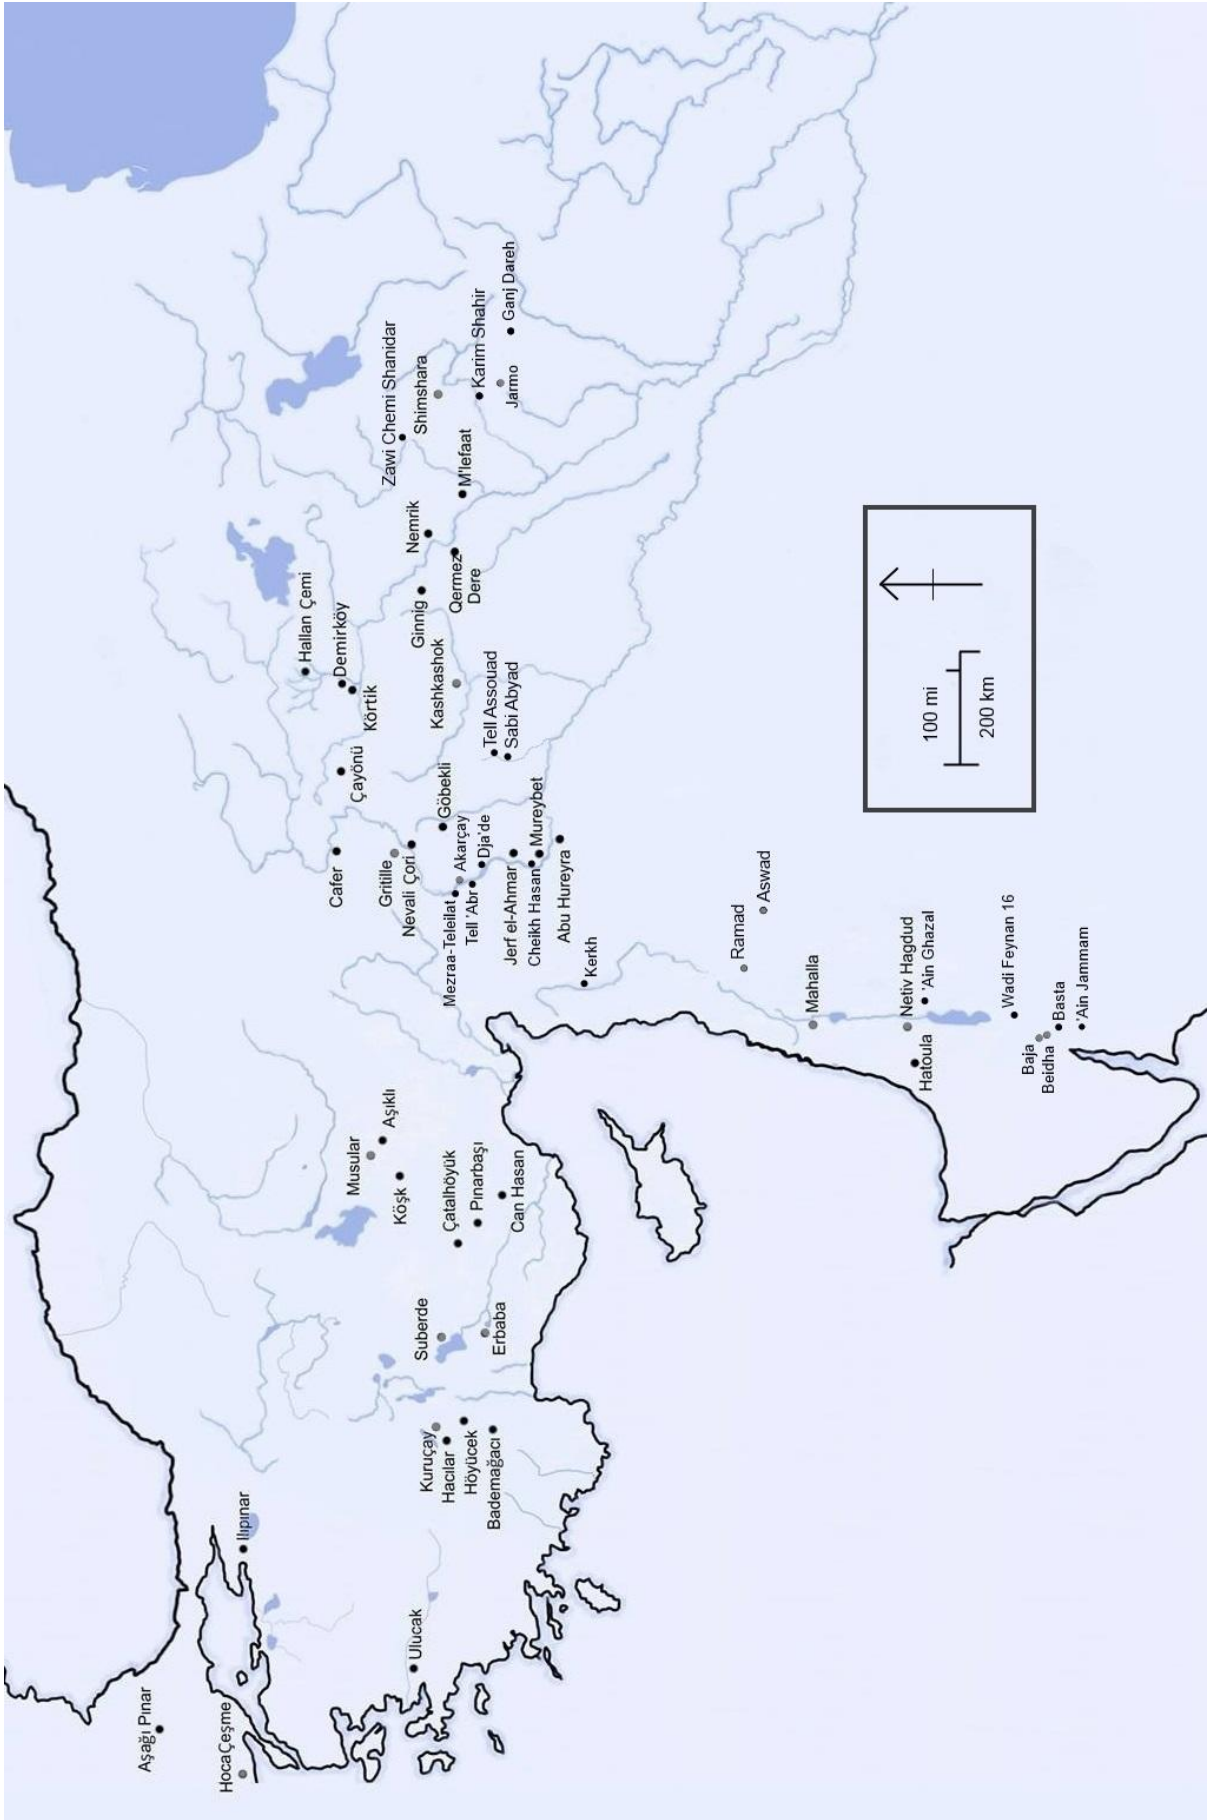 Aşağı Pınar
HocaÇeşme
Ilıpınar
Ulucak
Kuruçay
Hacılar
Höyücek
Bademağacı
Suberde
Erbaba
Musular
Aşıklı
Köşk
Çatalhöyük
Pınarbaşı
Can Hasan
Cafer
Çayönü
Hallan Çemi
Demirköy
Körtik
Gritille
Nevali Çori
Göbekli
Mezraa-Teleilat
Akarçay
Tell 'Abr
Dja'de
Jerf el-Ahmar
Cheikh Hasan
Mureybet
Abu Hureyra
Kerkh
Tell Assouad
Sabi Abyad
Kashkashok
Ginnig
Nemrik
Qermez
Dere
M'lefaat
Zawi Chemi Shanidar
Shimshara
Karim Shahir
Jarmo
Ganj Dareh
Ramad
Aswad
Mahalla
Netiv Hagdud
'Ain Ghazal
Hatoula
Wadi Feynan 16
Baja
Beidha
Basta
'Ain Jammam
100 mi
200 km